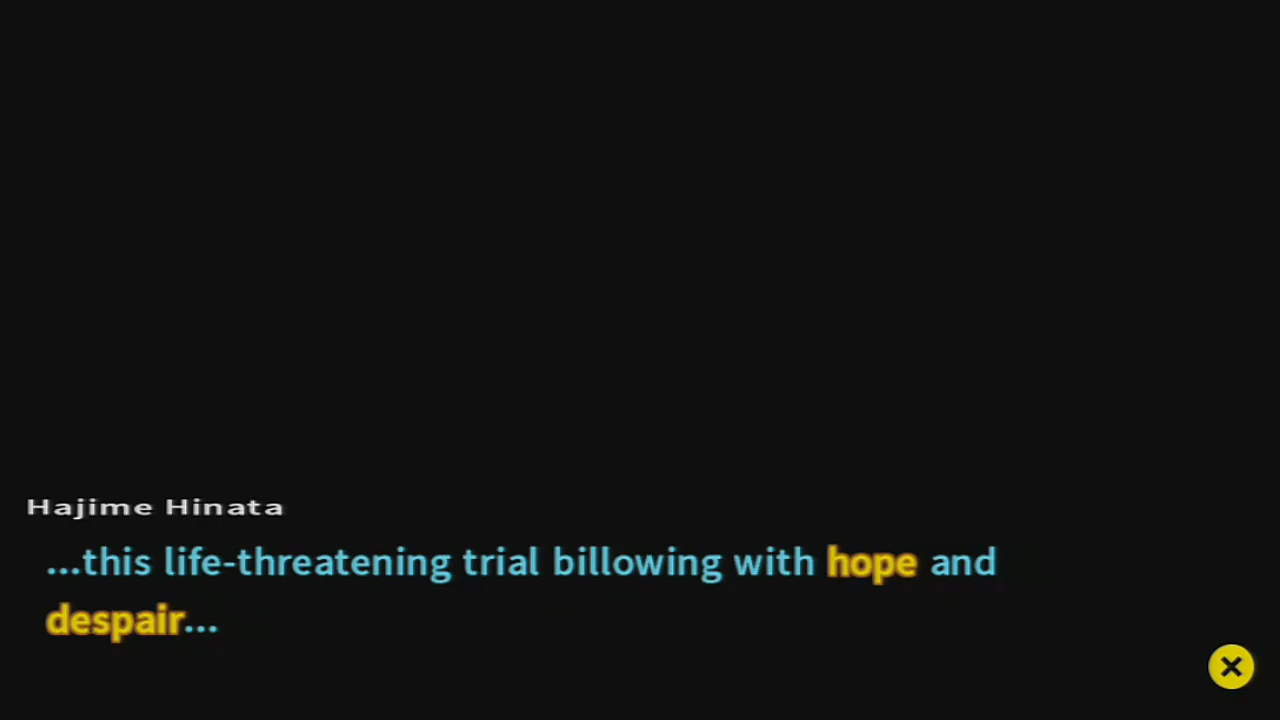 Hajime Hinata
...this life-threatening trial billowing with hope and
despair...